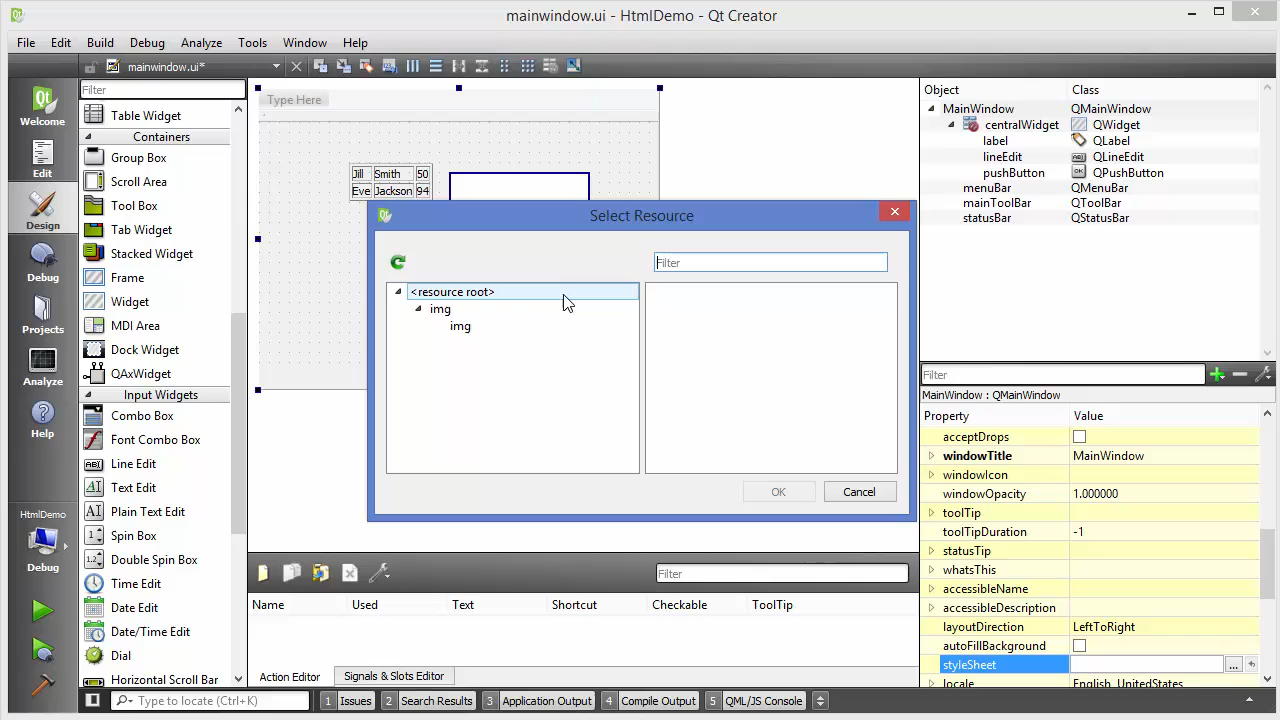 mainwindow.ui - HtmlDemo - Qt Creator
File Edit Build Debug Tools Analyze Tools Window Help
mainwindow.ui*
Filter
Table Widget
Containers
Group Box
Scroll Area
Tool Box
Tab Widget
Stacked Widget
Frame
Widget
MDI Area
Dock Widget
QAxWidget
Input Widgets
Combo Box
Font Combo Box
Line Edit
Text Edit
Plain Text Edit
Spin Box
Double Spin Box
Time Edit
Date Edit
Date/Time Edit
Dial
Horizontal Scroll Bar
Qt
Welcome
Edit
Design
Debug
Projects
Analyze
Help
HtmlDemo
Debug
Type Here
Jill Smith 50
Eve Jackson 94
Select Resource
Filter
<resource root>
img
img
OK Cancel
Filter
Name Used Text Shortcut Checkable ToolTip
Action Editor Signals & Slots Editor
Object Class
MainWindow QMainWindow
centralWidget QWidget
label QLabel
lineEdit QLineEdit
pushButton QPushButton
menuBar QMenuBar
mainToolBar QToolBar
statusBar QStatusBar
Filter
MainWindow : QMainWindow
Property Value
acceptDrops
windowTitle MainWindow
windowIcon
windowOpacity 1.000000
toolTip
toolTipDuration -1
statusTip
whatsThis
accessibleName
accessibleDescription
layoutDirection LeftToRight
autoFillBackground
styleSheet ...
locale English, UnitedStates
Type to locate (Ctrl+K) 1 Issues 2 Search Results 3 Application Output 4 Compile Output 5 QML/JS Console